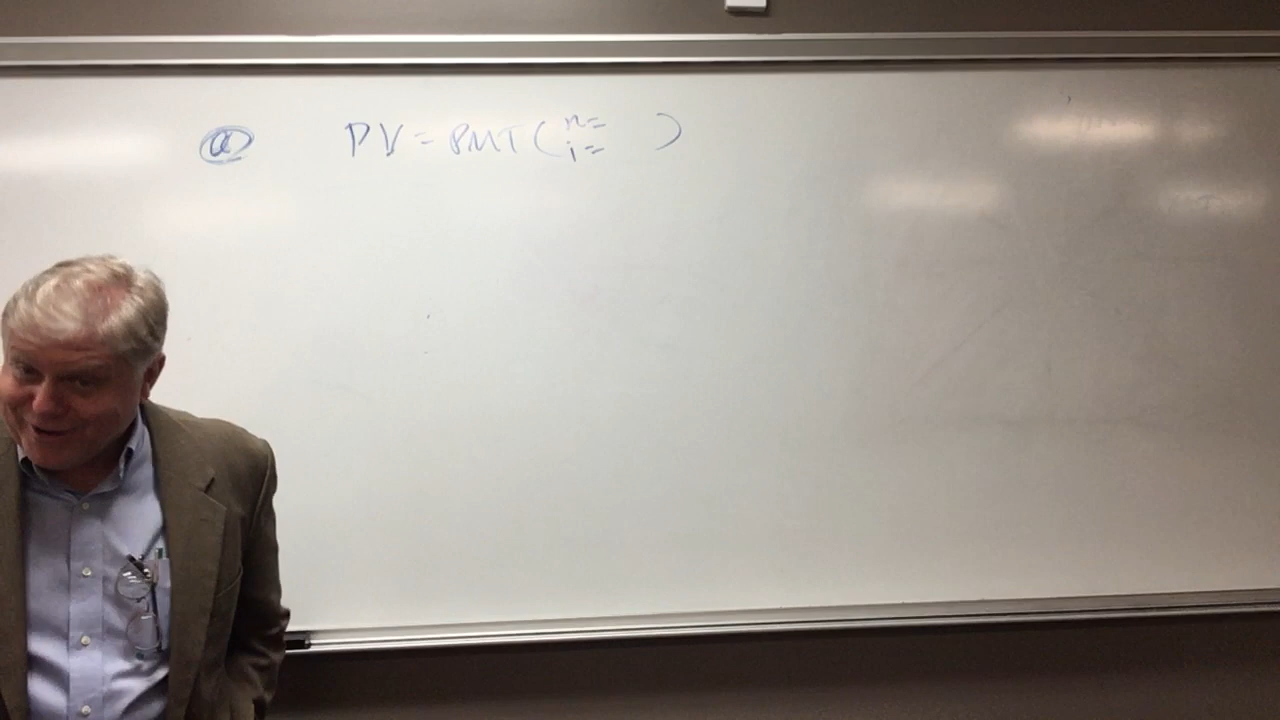 ⓐ PV = PMT ( n= i= )